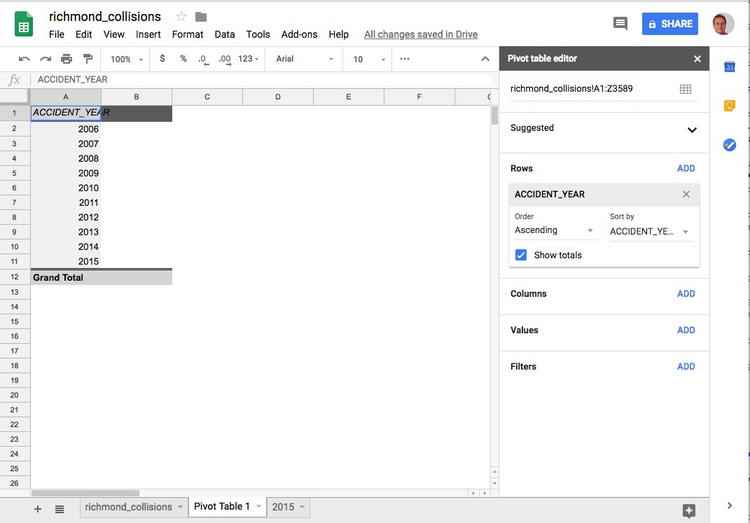 richmond_collisions
File Edit View Insert Format Data Tools Add-ons Help All changes saved in Drive
SHARE
100% $ % .0 .00 123 Arial 10
fx ACCIDENT_YEAR
A B C D E F
1 ACCIDENT_YEAR
2 2006
3 2007
4 2008
5 2009
6 2010
7 2011
8 2012
9 2013
10 2014
11 2015
12 Grand Total
13
14
15
16
17
18
19
20
21
22
23
24
25
26
Pivot table editor
richmond_collisions!A1:Z3589
Suggested
Rows ADD
ACCIDENT_YEAR
Order Sort by
Ascending ACCIDENT_YE...
Show totals
Columns ADD
Values ADD
Filters ADD
31
richmond_collisions Pivot Table 1 2015